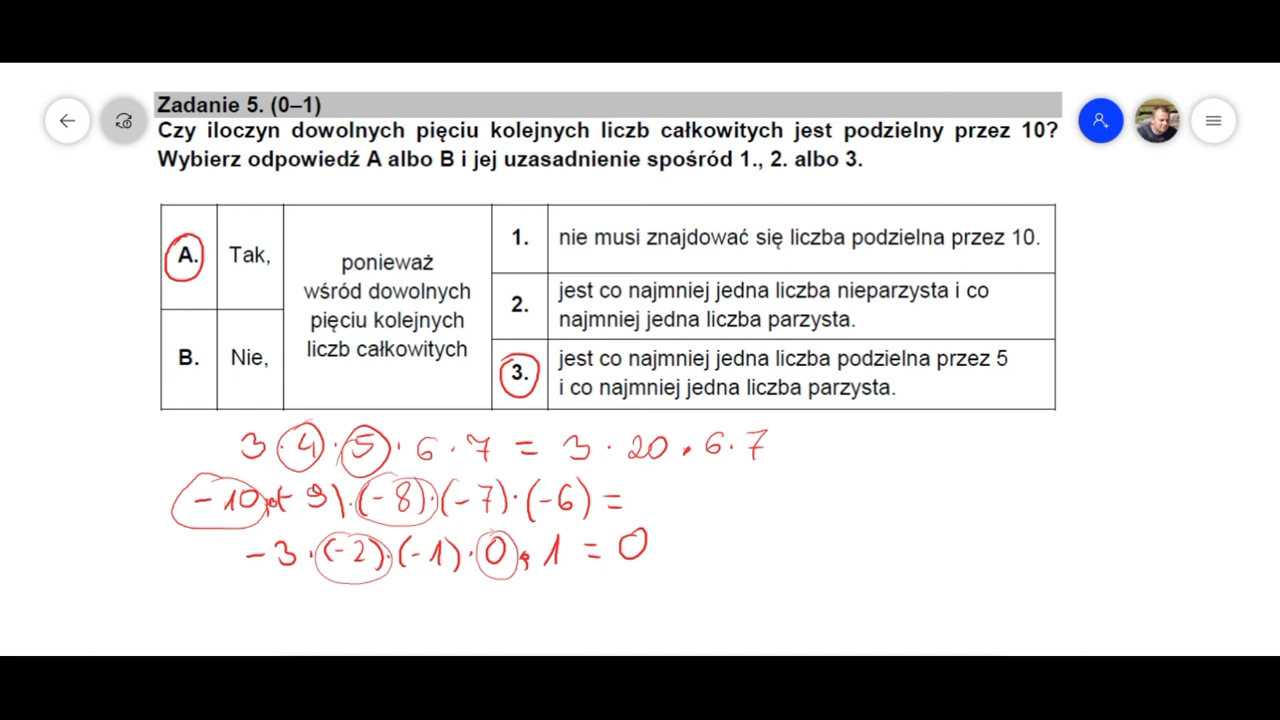 Zadanie 5. (0–1)
Czy iloczyn dowolnych pięciu kolejnych liczb całkowitych jest podzielny przez 10?
Wybierz odpowiedź A albo B i jej uzasadnienie spośród 1., 2. albo 3.
A. Tak,
B. Nie,
ponieważ
wśród dowolnych
pięciu kolejnych
liczb całkowitych
1. nie musi znajdować się liczba podzielna przez 10.
2. jest co najmniej jedna liczba nieparzysta i co
najmniej jedna liczba parzysta.
3. jest co najmniej jedna liczba podzielna przez 5
i co najmniej jedna liczba parzysta.
3 · 4 · 5 · 6 · 7 = 3 · 20 · 6 · 7
-10 · (-9) · (-8) · (-7) · (-6) =
-3 · (-2) · (-1) · 0 · 1 = 0